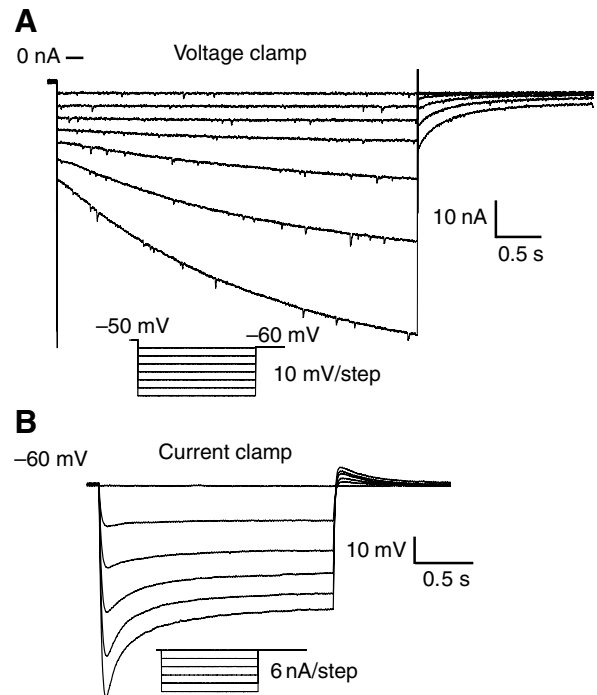 A
0 nA
Voltage clamp
10 nA
0.5 s
–50 mV
–60 mV
10 mV/step
B
–60 mV
Current clamp
10 mV
0.5 s
6 nA/step